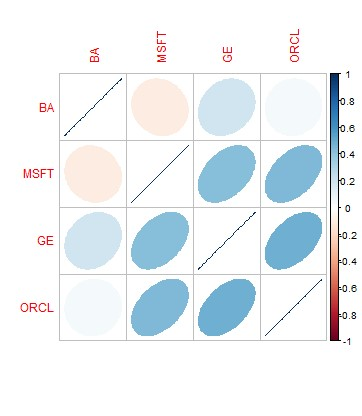 BA
MSFT
GE
ORCL
BA
MSFT
GE
ORCL
1
0.8
0.6
0.4
0.2
0
-0.2
-0.4
-0.6
-0.8
-1